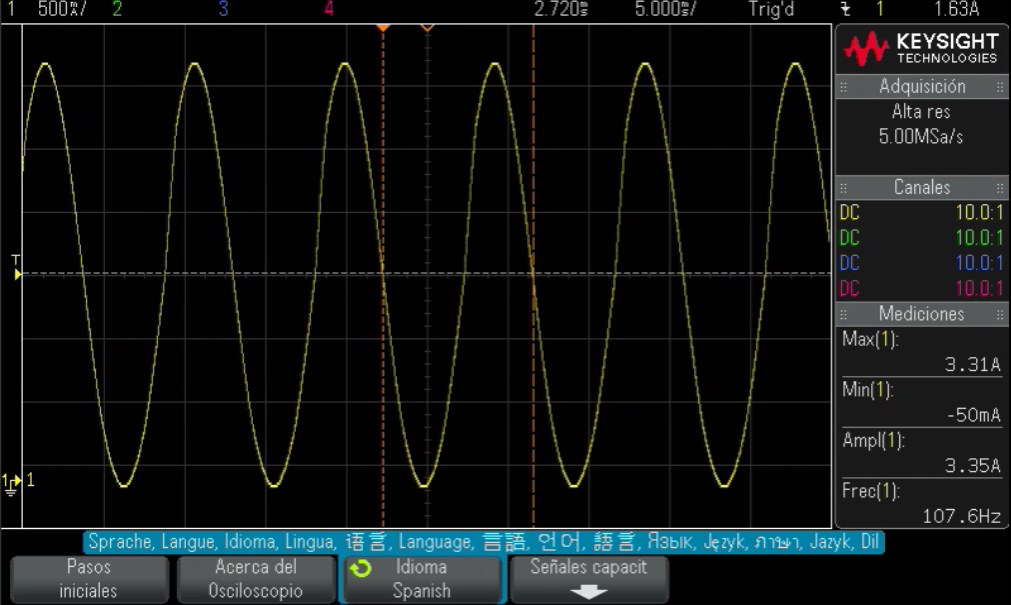 1 500㏟/ 2 3 4 2.720s 5.000s/ Trig'd 1 1.63A
KEYSIGHT
TECHNOLOGIES
Adquisición
Alta res
5.00MSa/s
Canales
DC 10.0:1
DC 10.0:1
DC 10.0:1
DC 10.0:1
Mediciones
Max(1):
3.31A
Min(1):
-50mA
Ampl(1):
3.35A
Frec(1):
107.6Hz
T
1 1
Sprache, Langue, Idioma, Lingua, 语言, Language, 言語, 언어, 語言, Язык, Język, ภาษา, Jazyk, Dil
Pasos
iniciales
Acerca del
Osciloscopio
Idioma
Spanish
Señales capacit